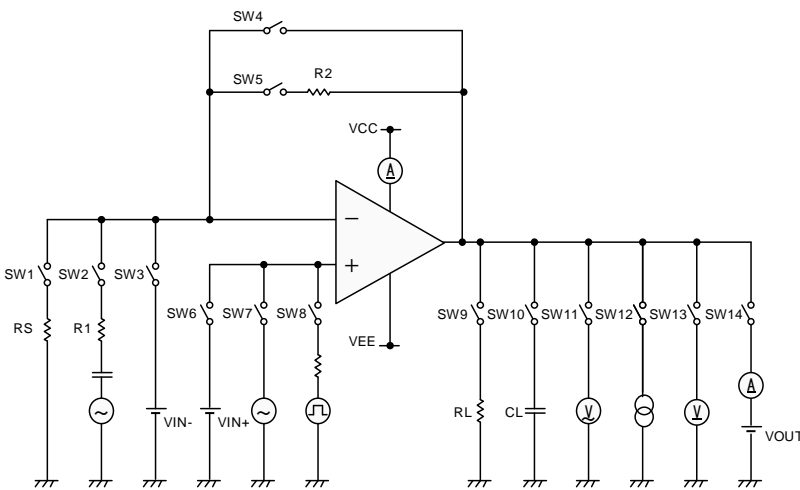 SW4
SW5 R2
VCC
A
−
+
SW1 SW2 SW3
SW6 SW7 SW8
SW9 SW10 SW11 SW12 SW13 SW14
RS R1
VEE
A
VIN- VIN+
RL CL
V V
VOUT